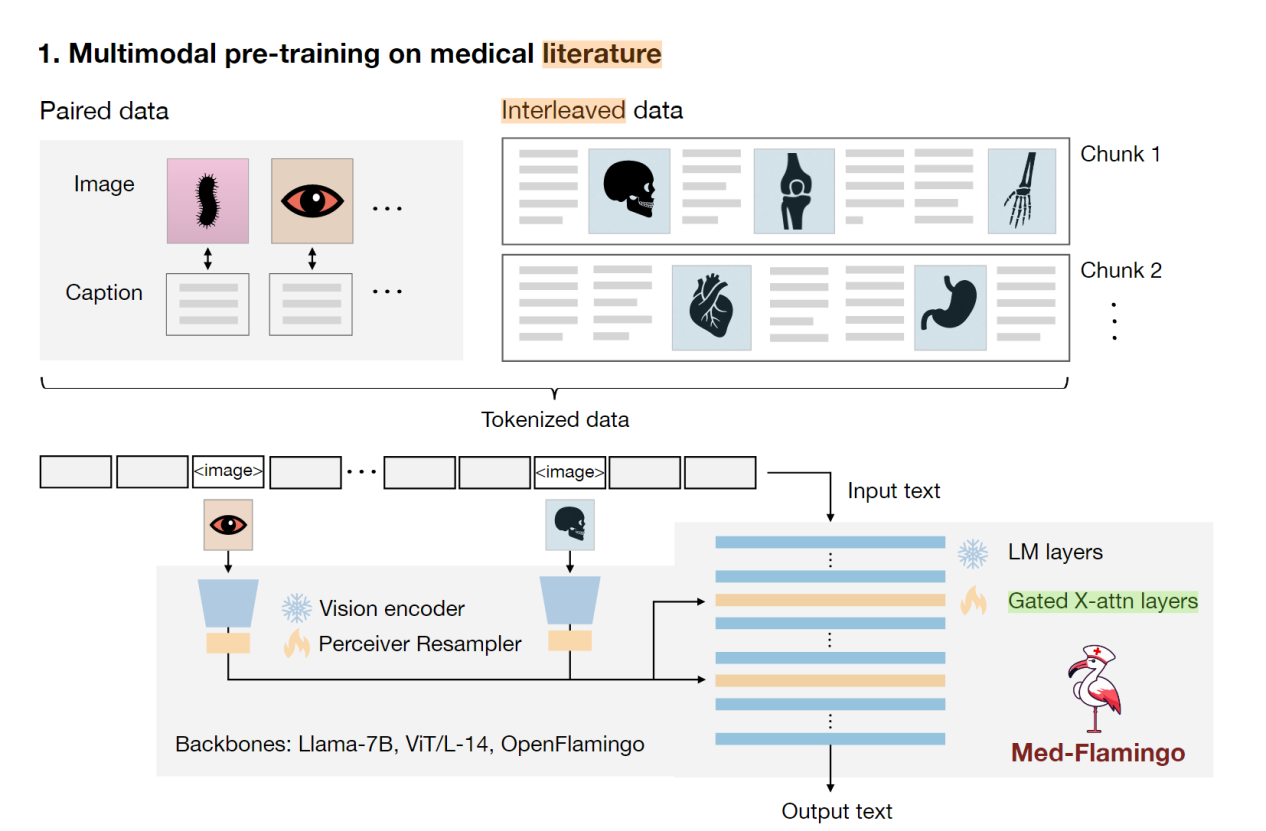 1. Multimodal pre-training on medical literature
Paired data
Interleaved data
Image
Caption
Chunk 1
Chunk 2
Tokenized data
<image>
<image>
Input text
LM layers
Gated X-attn layers
Vision encoder
Perceiver Resampler
Backbones: Llama-7B, ViT/L-14, OpenFlamingo
Med-Flamingo
Output text